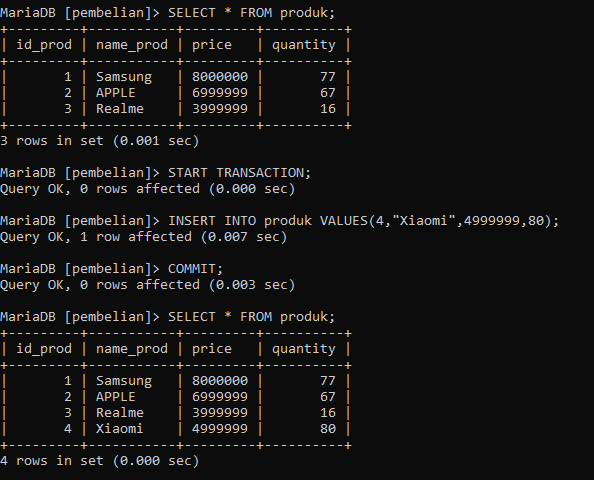 MariaDB [pembelian]> SELECT * FROM produk;
+---------+-----------+---------+----------+
| id_prod | name_prod | price   | quantity |
+---------+-----------+---------+----------+
|       1 | Samsung   | 8000000 |       77 |
|       2 | APPLE     | 6999999 |       67 |
|       3 | Realme    | 3999999 |       16 |
+---------+-----------+---------+----------+
3 rows in set (0.001 sec)

MariaDB [pembelian]> START TRANSACTION;
Query OK, 0 rows affected (0.000 sec)

MariaDB [pembelian]> INSERT INTO produk VALUES(4,"Xiaomi",4999999,80);
Query OK, 1 row affected (0.007 sec)

MariaDB [pembelian]> COMMIT;
Query OK, 0 rows affected (0.003 sec)

MariaDB [pembelian]> SELECT * FROM produk;
+---------+-----------+---------+----------+
| id_prod | name_prod | price   | quantity |
+---------+-----------+---------+----------+
|       1 | Samsung   | 8000000 |       77 |
|       2 | APPLE     | 6999999 |       67 |
|       3 | Realme    | 3999999 |       16 |
|       4 | Xiaomi    | 4999999 |       80 |
+---------+-----------+---------+----------+
4 rows in set (0.000 sec)